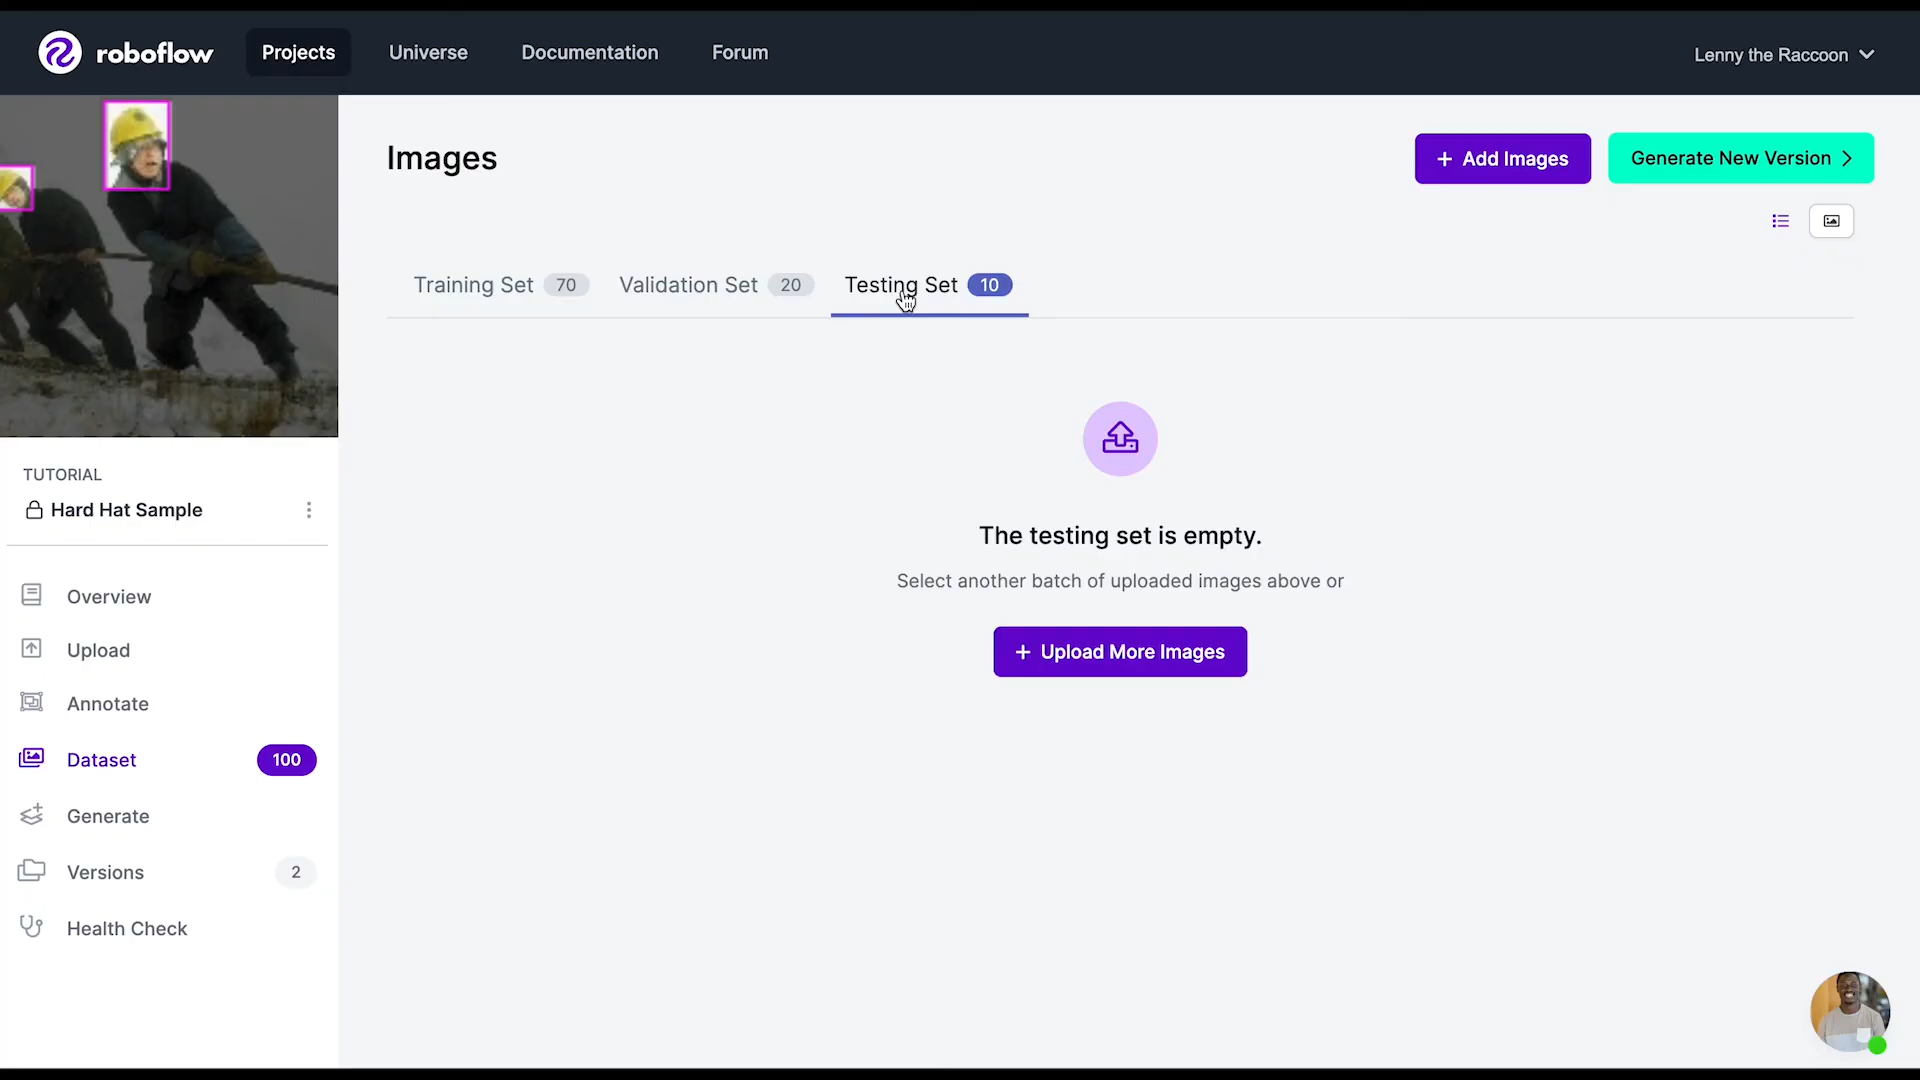 roboflow Projects Universe Documentation Forum Lenny the Raccoon
Images + Add Images Generate New Version
Training Set 70 Validation Set 20 Testing Set 10
TUTORIAL
Hard Hat Sample
Overview
Upload
Annotate
Dataset 100
Generate
Versions 2
Health Check
The testing set is empty.
Select another batch of uploaded images above or
+ Upload More Images